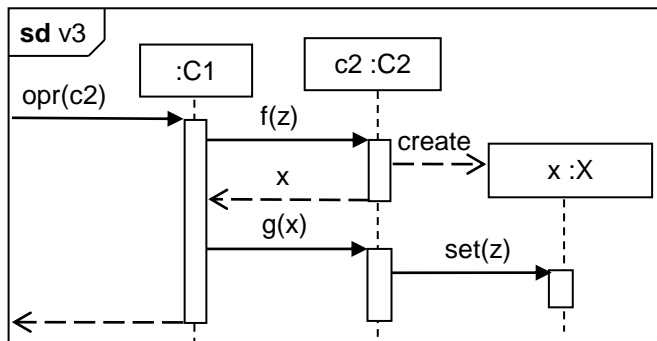 sd v3
:C1
c2 :C2
opr(c2)
f(z)
create
x
x :X
g(x)
set(z)